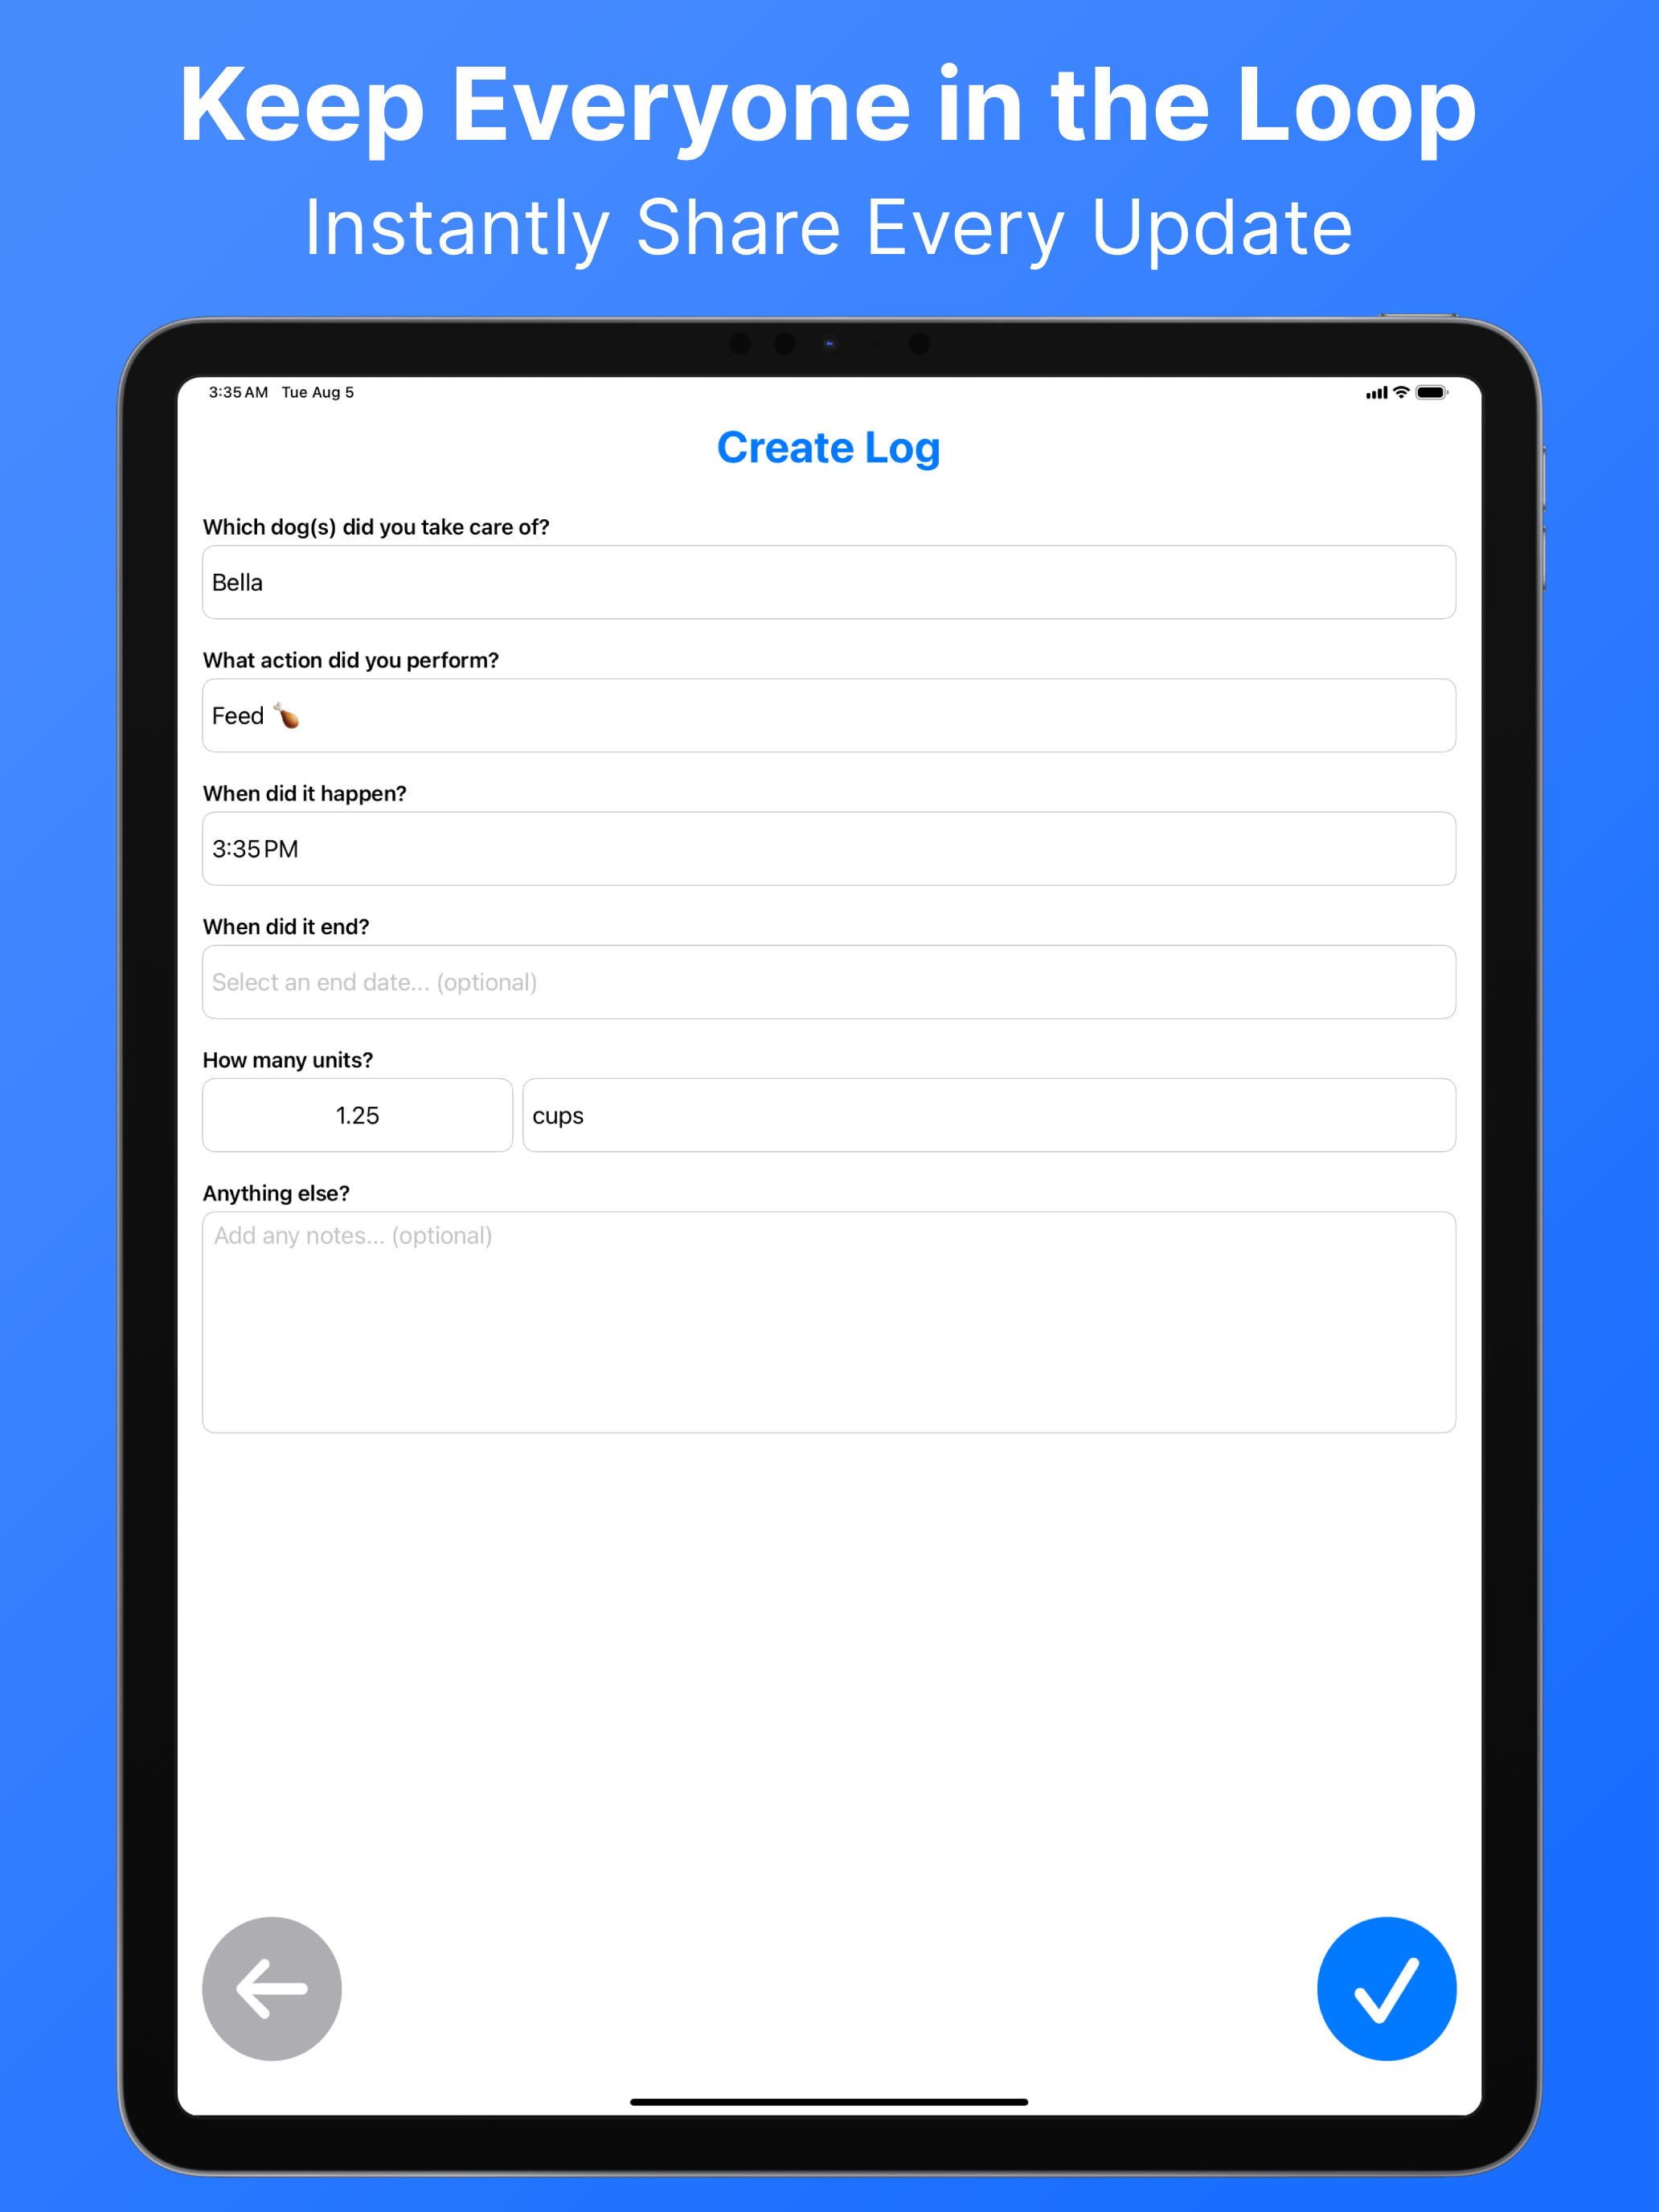 Keep Everyone in the Loop
Instantly Share Every Update
3:35 AM Tue Aug 5
Create Log
Which dog(s) did you take care of?
Bella
What action did you perform?
Feed 🍗
When did it happen?
3:35 PM
When did it end?
Select an end date... (optional)
How many units?
1.25 cups
Anything else?
Add any notes... (optional)